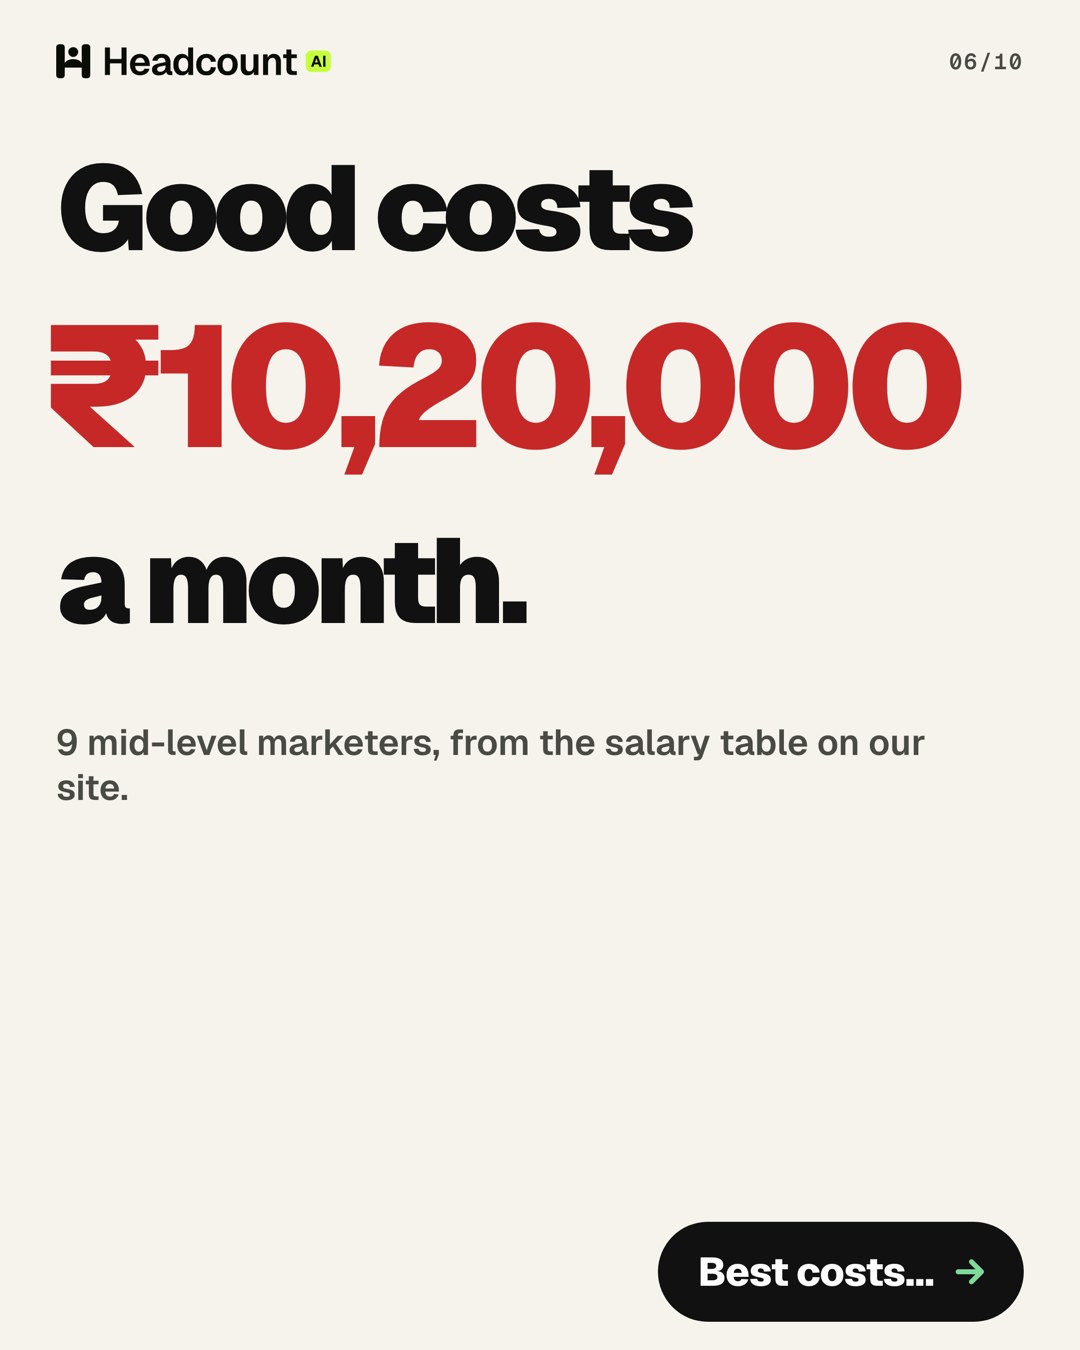 Headcount AI
06/10
Good costs
₹10,20,000
a month.
9 mid-level marketers, from the salary table on our
site.
Best costs... →